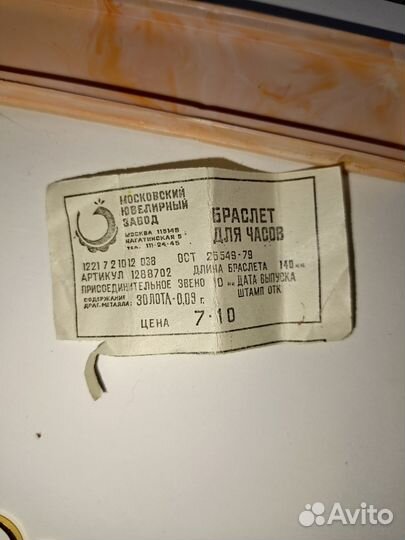 МОСКОВСКИЙ
ЮВЕЛИРНЫЙ
ЗАВОД
МОСКВА 115148
НАГАТИНСКАЯ 5
ТЕЛ. 111-24-45
БРАСЛЕТ
ДЛЯ ЧАСОВ
1221 7 2 1012 038 ОСТ 25549-79
АРТИКУЛ 1288702 ДЛИНА БРАСЛЕТА 140 мм
ПРИСОЕДИНИТЕЛЬНОЕ ЗВЕНО 10 мм ДАТА ВЫПУСКА
СОДЕРЖАНИЕ ДРАГ.МЕТАЛЛА: ЗОЛОТА-0,09 г. ШТАМП ОТК
ЦЕНА 7-10
Avito